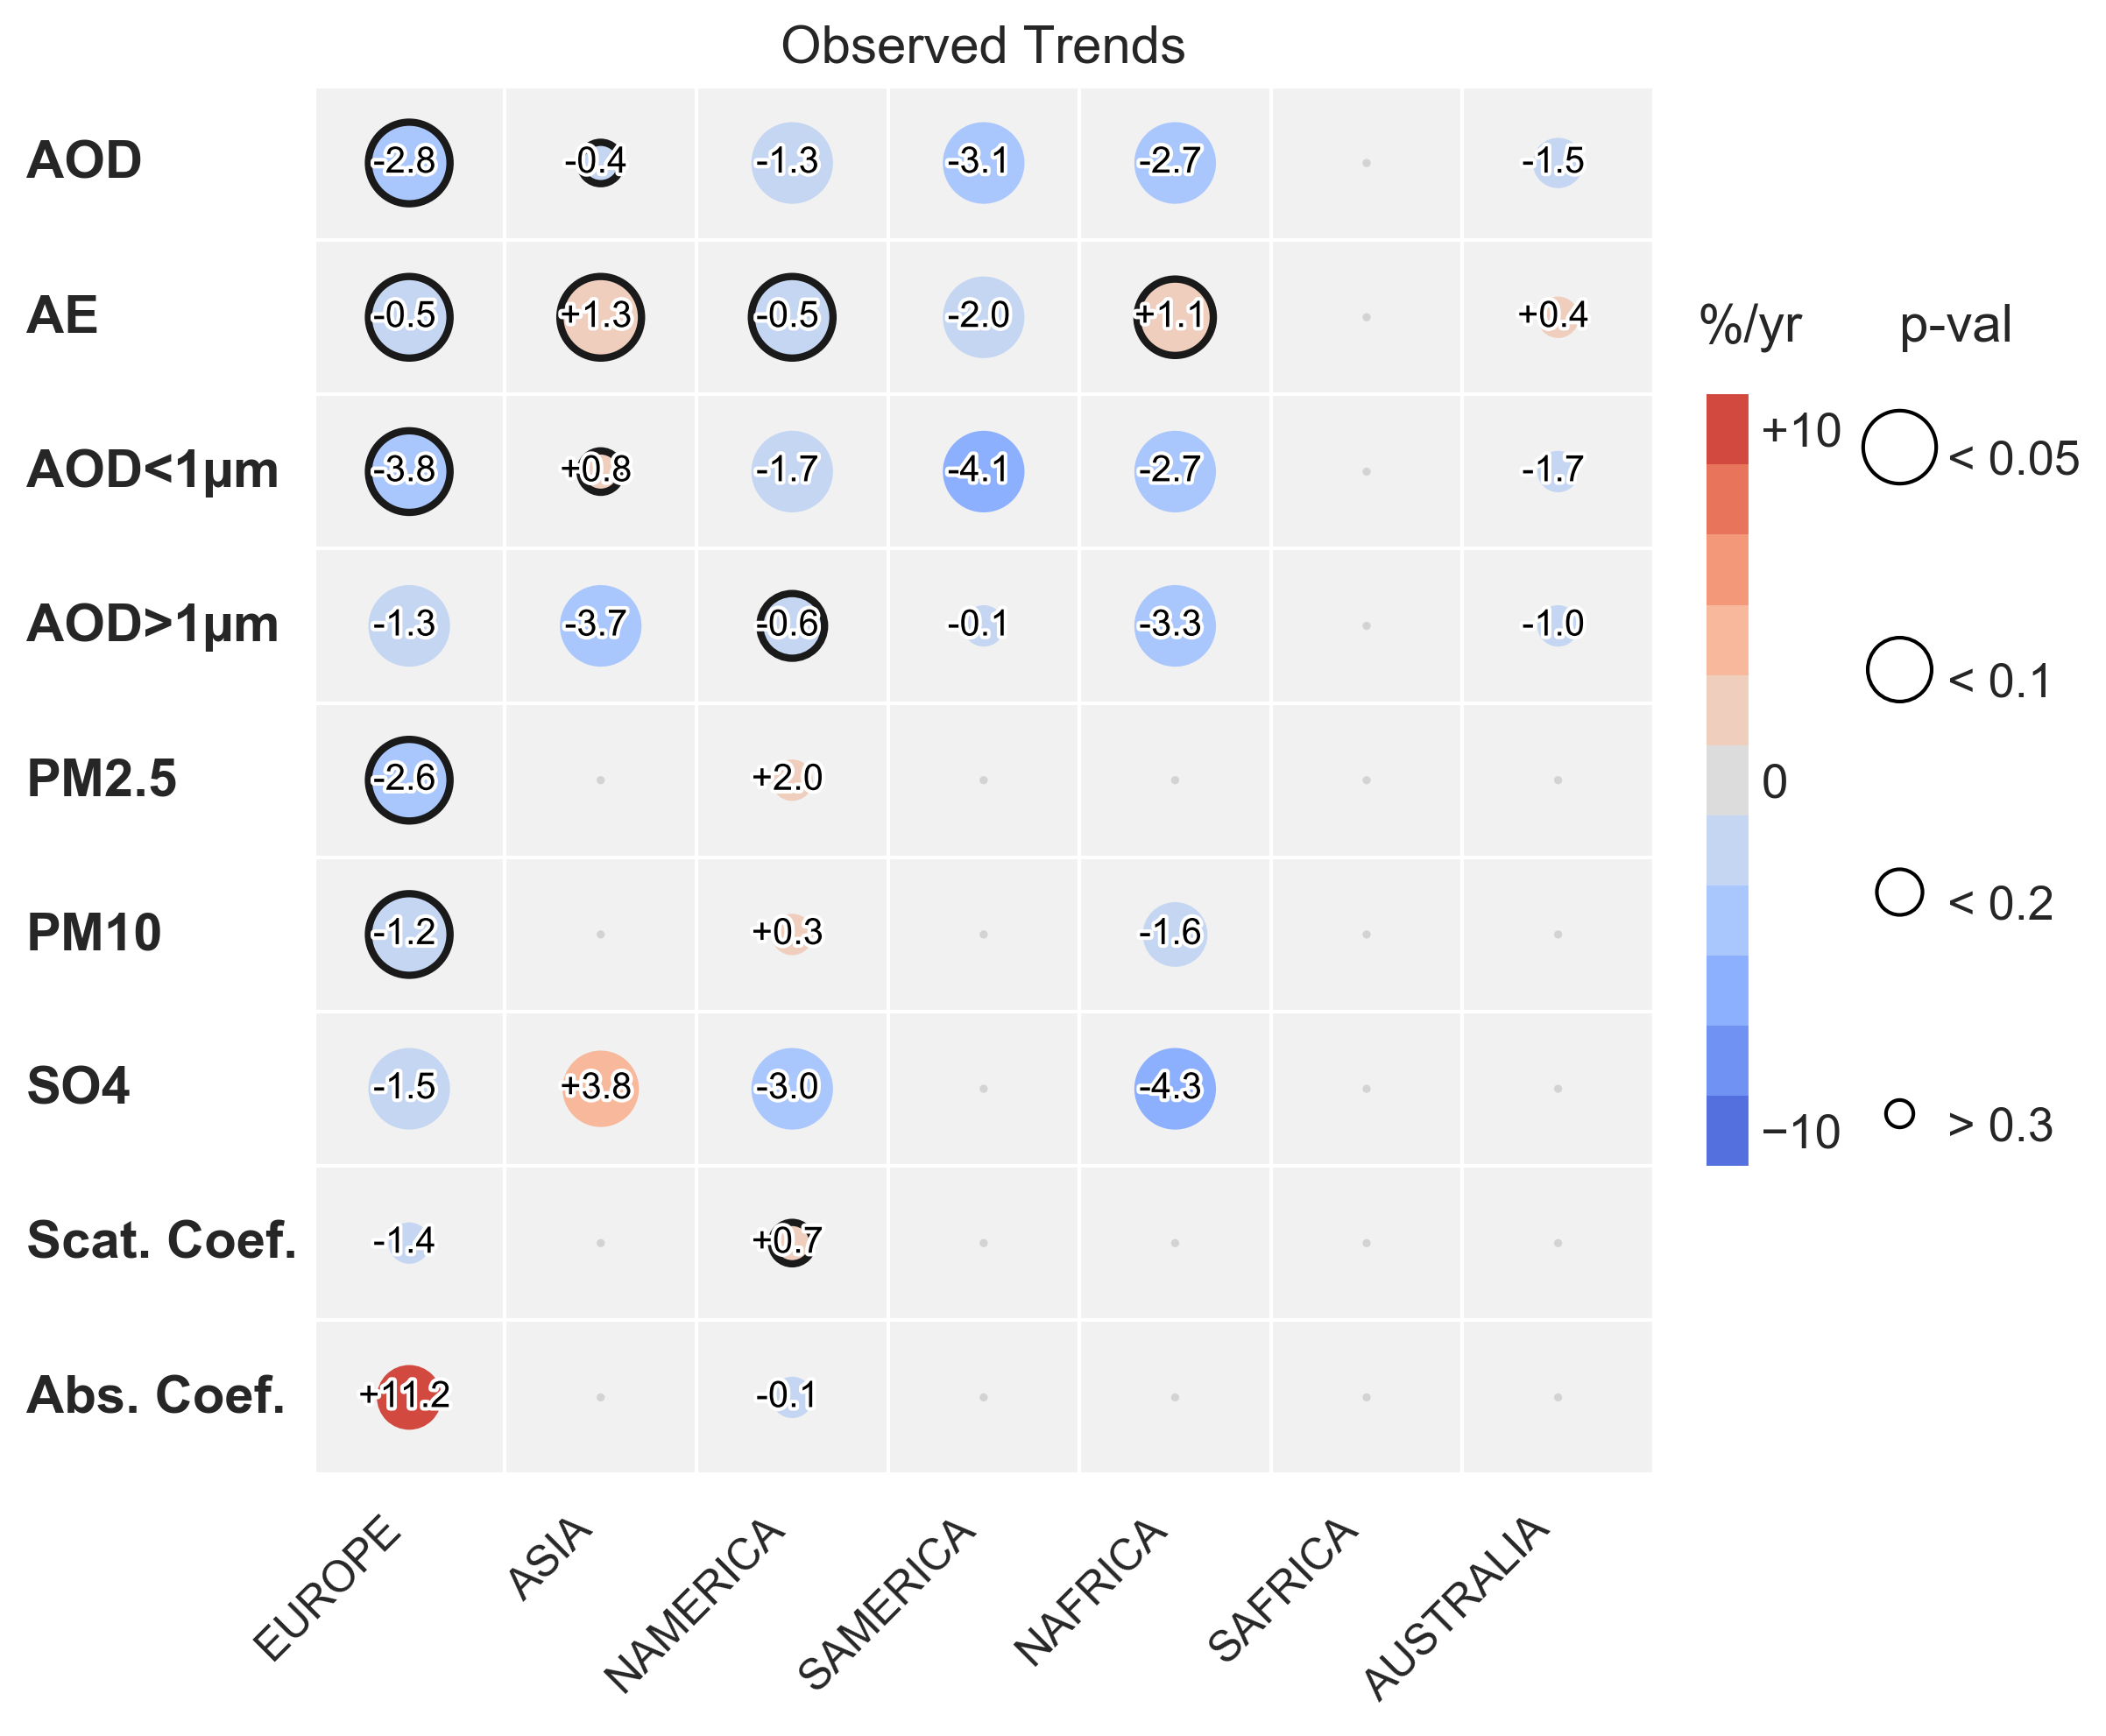 Observed Trends
AOD -2.8 -0.4 -1.3 -3.1 -2.7 -1.5
AE -0.5 +1.3 -0.5 -2.0 +1.1 +0.4
AOD<1µm -3.8 +0.8 -1.7 -4.1 -2.7 -1.7
AOD>1µm -1.3 -3.7 -0.6 -0.1 -3.3 -1.0
PM2.5 -2.6 +2.0
PM10 -1.2 +0.3 -1.6
SO4 -1.5 +3.8 -3.0 -4.3
Scat. Coef. -1.4 +0.7
Abs. Coef. +11.2 -0.1
EUROPE ASIA NAMERICA SAMERICA NAFRICA SAFRICA AUSTRALIA
%/yr
+10
0
−10
p-val
< 0.05
< 0.1
< 0.2
> 0.3